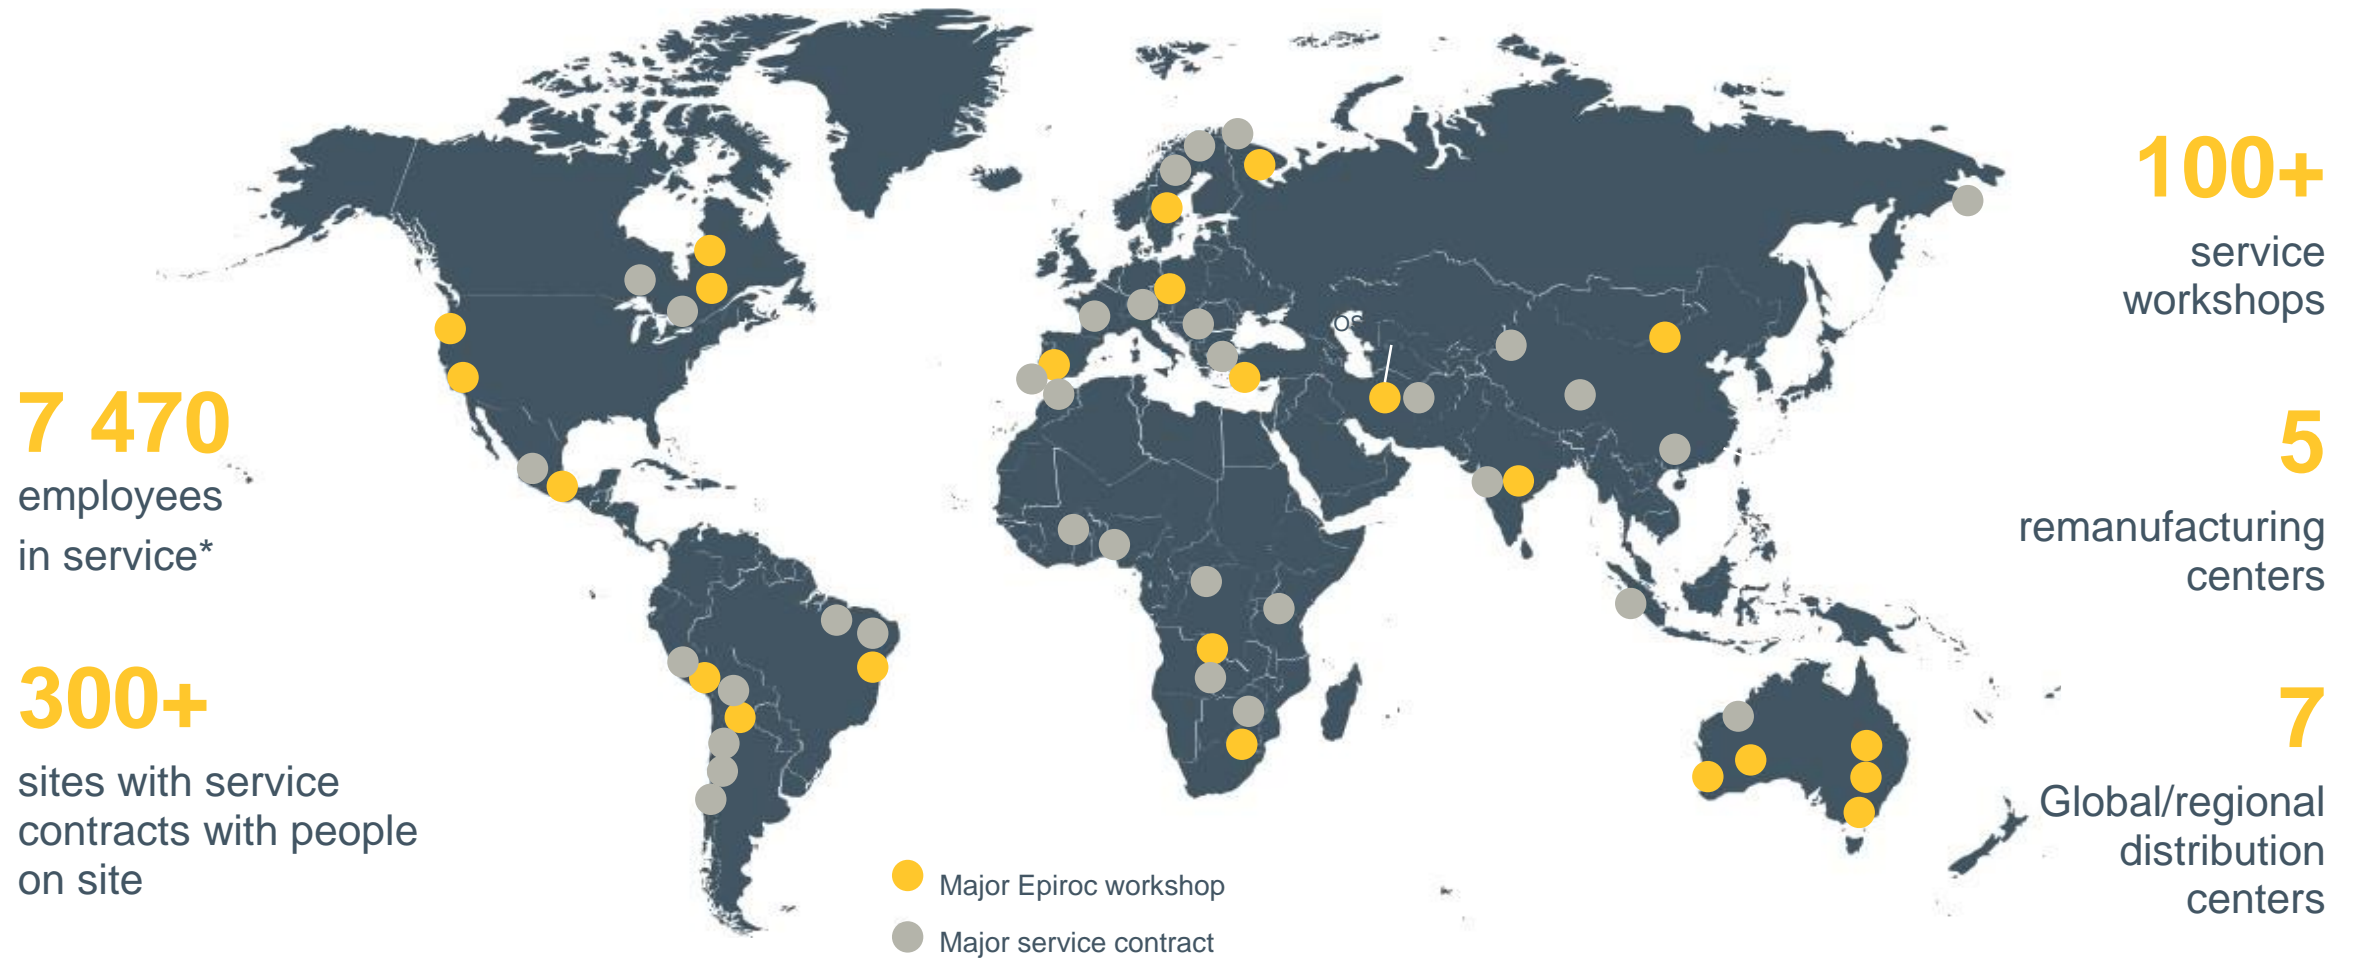 7 470
employees
in service*
300+
sites with service
contracts with people
on site
os
Major Epiroc workshop
Major service contract
100+
service
workshops
5
remanufacturing
centers
7
Global/regional
distribution
centers